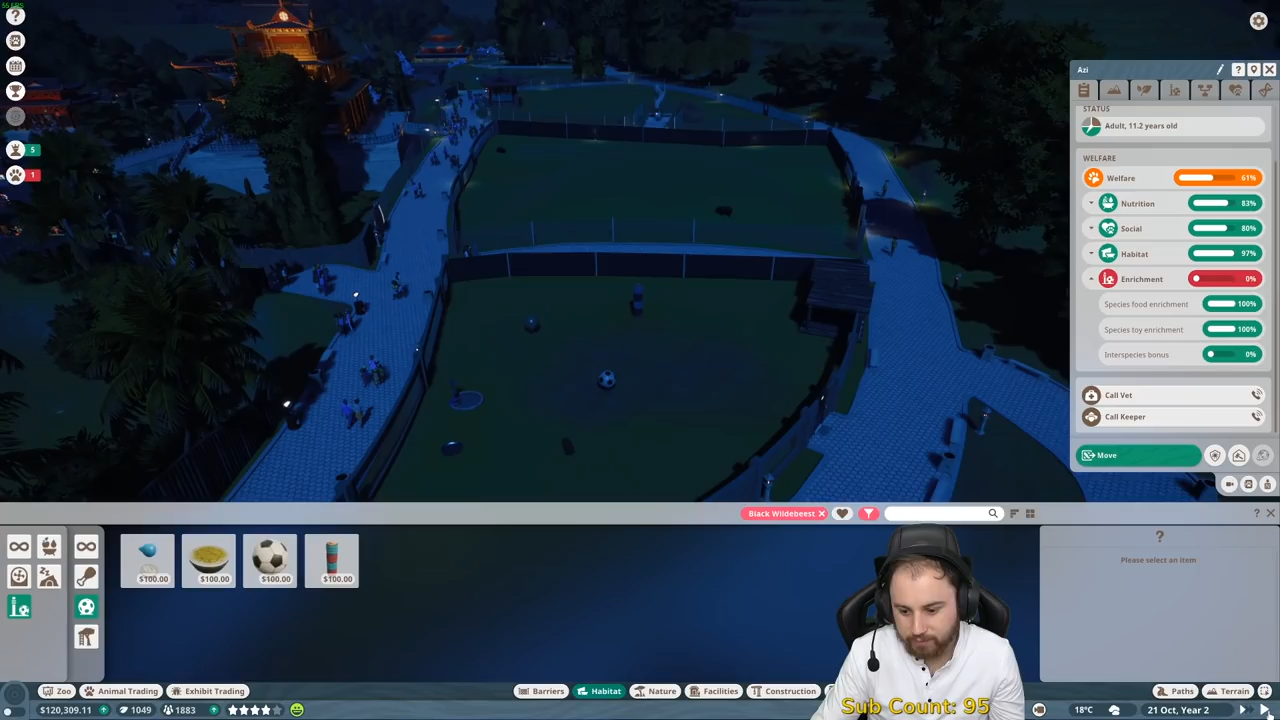 55 FPS
?
Azi
?
STATUS
Adult, 11.2 years old
5
1
WELFARE
Welfare 61%
Nutrition 83%
Social 80%
Habitat 97%
Enrichment 0%
Species food enrichment 100%
Species toy enrichment 100%
Interspecies bonus 0%
Call Vet
Call Keeper
Move
Black Wildebeest
?
?
Please select an item
$100.00
$100.00
$100.00
$100.00
Zoo
Animal Trading
Exhibit Trading
Barriers
Habitat
Nature
Facilities
Construction
Paths
Terrain
Sub Count: 95
$120,309.11
1049
1883
18°C
21 Oct, Year 2